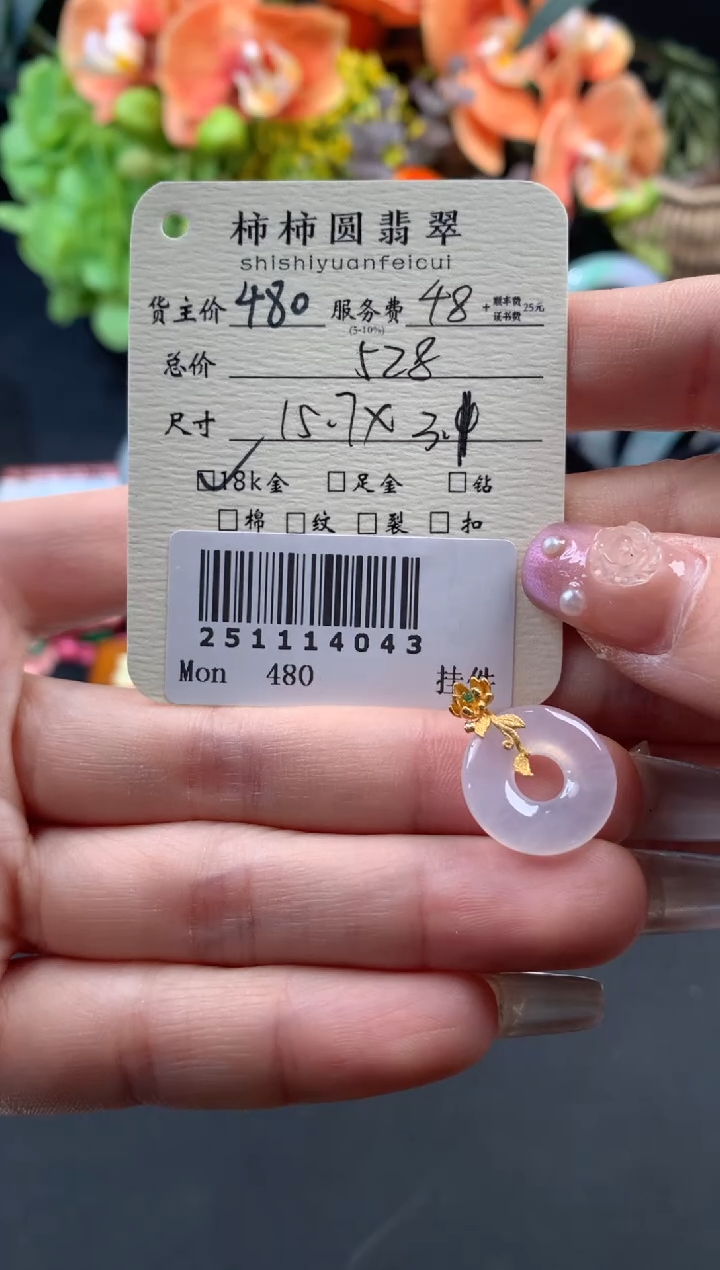 柿柿圆翡翠
shishiyuanfeicui
货主价 480 服务费 48 + 顺丰费 证书费 25元
(5-10%)
总价 528
尺寸 15.7X 3.
☑18k金 □足金 □钻
□棉 □纹 □裂 □扣
251114043
Mon 480 挂件